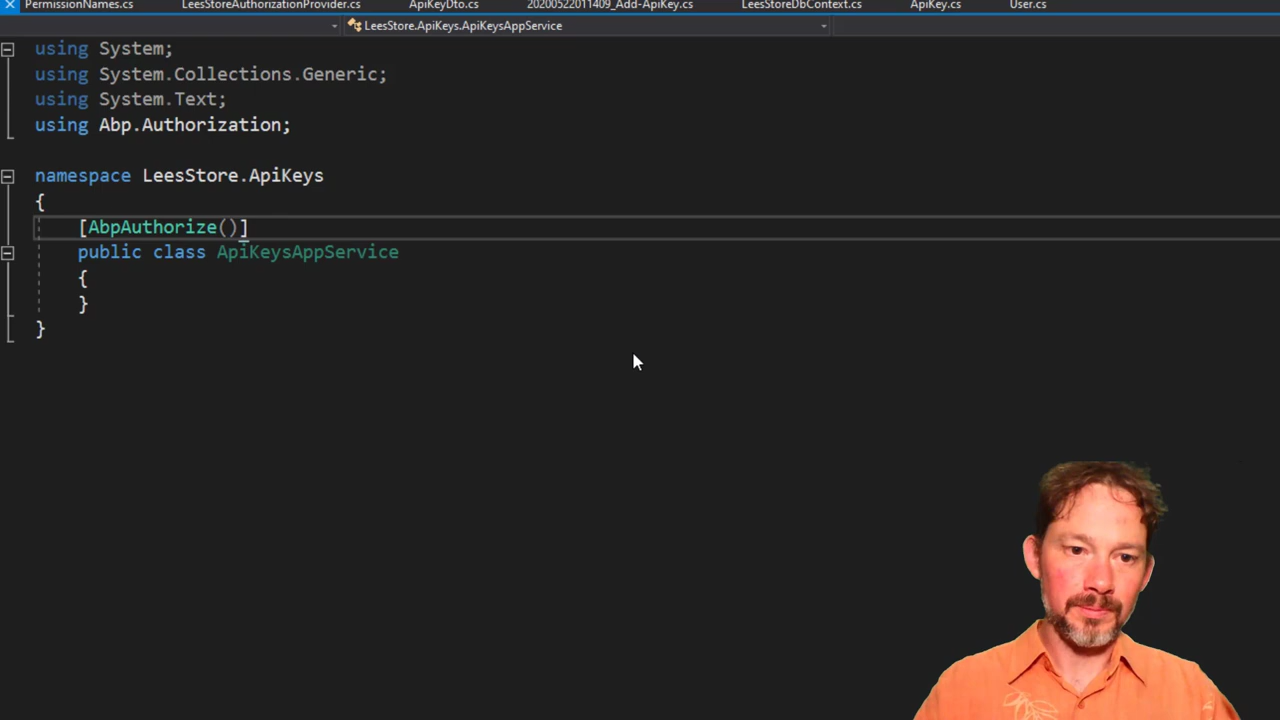 PermissionNames.cs LeesStoreAuthorizationProvider.cs ApiKeyDto.cs 20200522011409_Add-ApiKey.cs LeesStoreDbContext.cs ApiKey.cs User.cs
LeesStore.ApiKeys.ApiKeysAppService
using System;
using System.Collections.Generic;
using System.Text;
using Abp.Authorization;
namespace LeesStore.ApiKeys
{
[AbpAuthorize()]
public class ApiKeysAppService
{
}
}